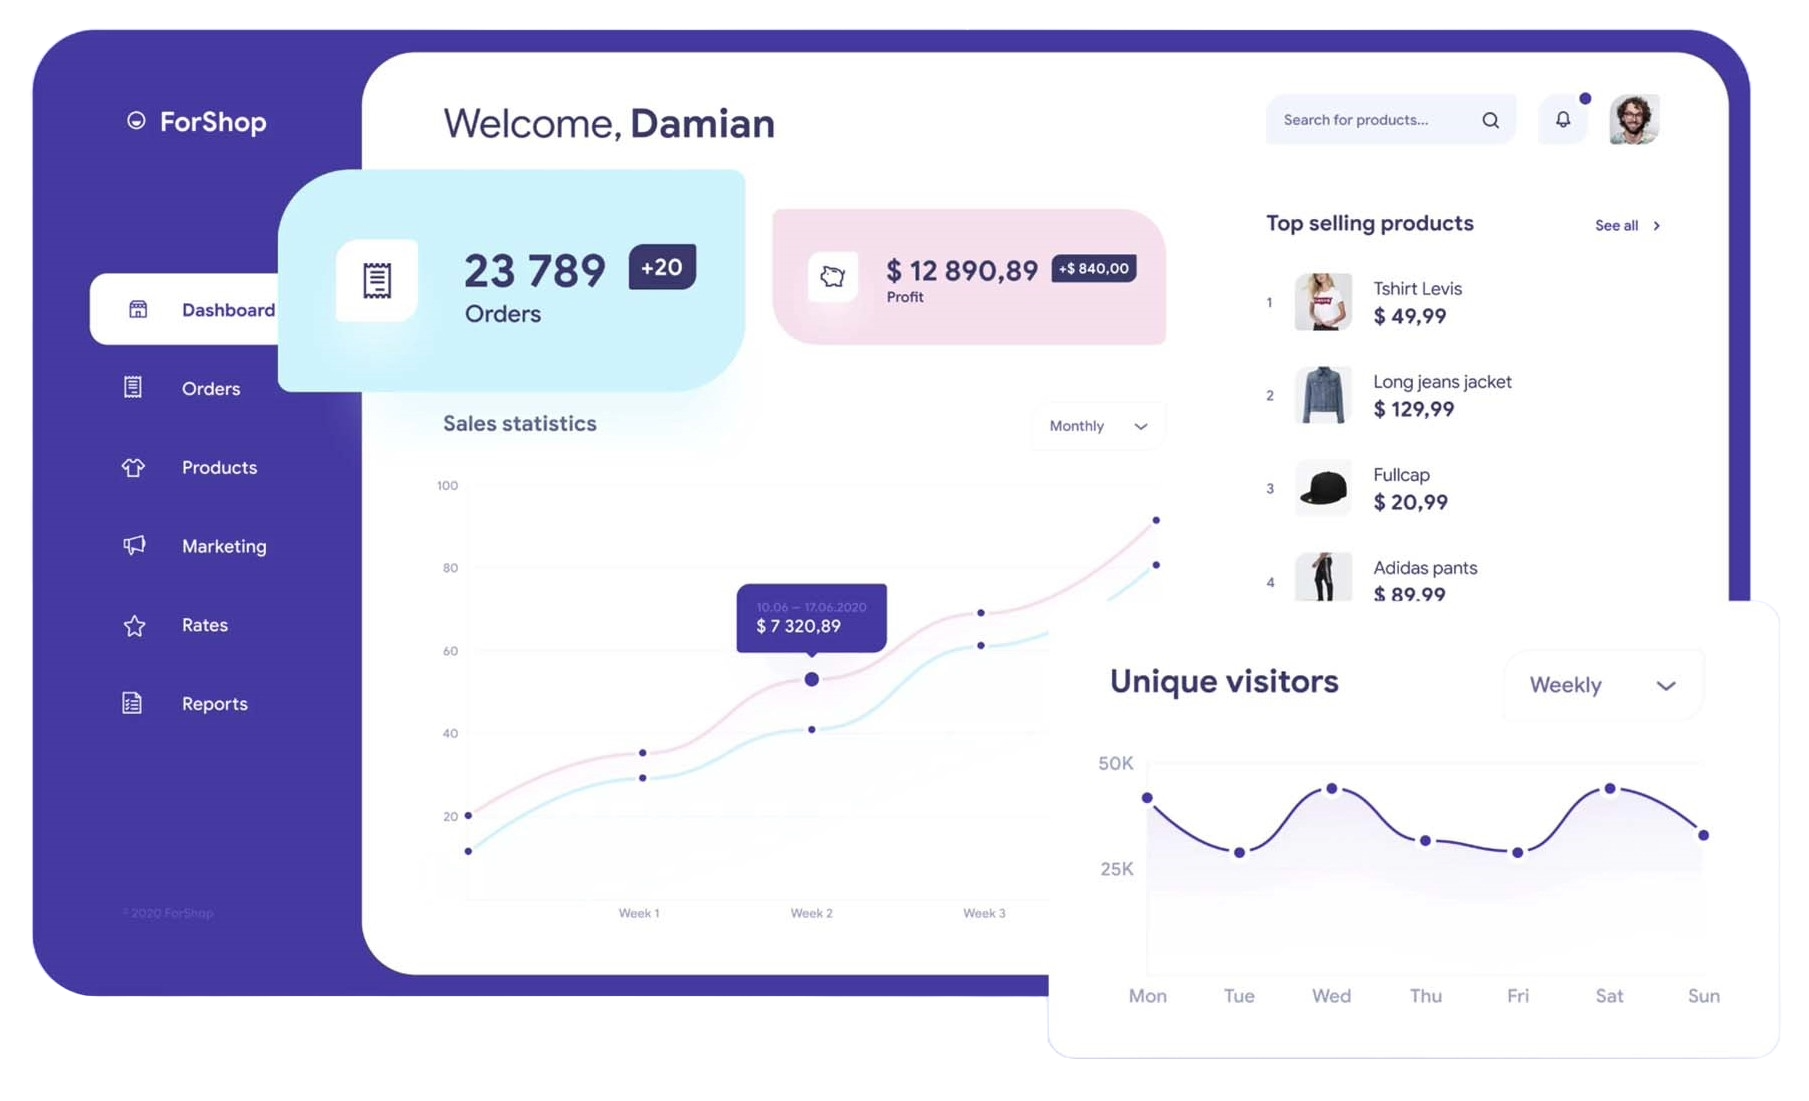 ForShop
Welcome, Damian
Search for products...
Dashboard
Orders
Products
Marketing
Rates
Reports
© 2020 ForShop
23 789
+20
Orders
$ 12 890,89
+$ 840,00
Profit
Sales statistics
Monthly
100
80
60
40
20
10.06 – 17.06.2020
$ 7 320,89
Week 1
Week 2
Week 3
Top selling products
See all
1
Tshirt Levis
$ 49,99
2
Long jeans jacket
$ 129,99
3
Fullcap
$ 20,99
4
Adidas pants
$ 89,99
Unique visitors
Weekly
50K
25K
Mon
Tue
Wed
Thu
Fri
Sat
Sun